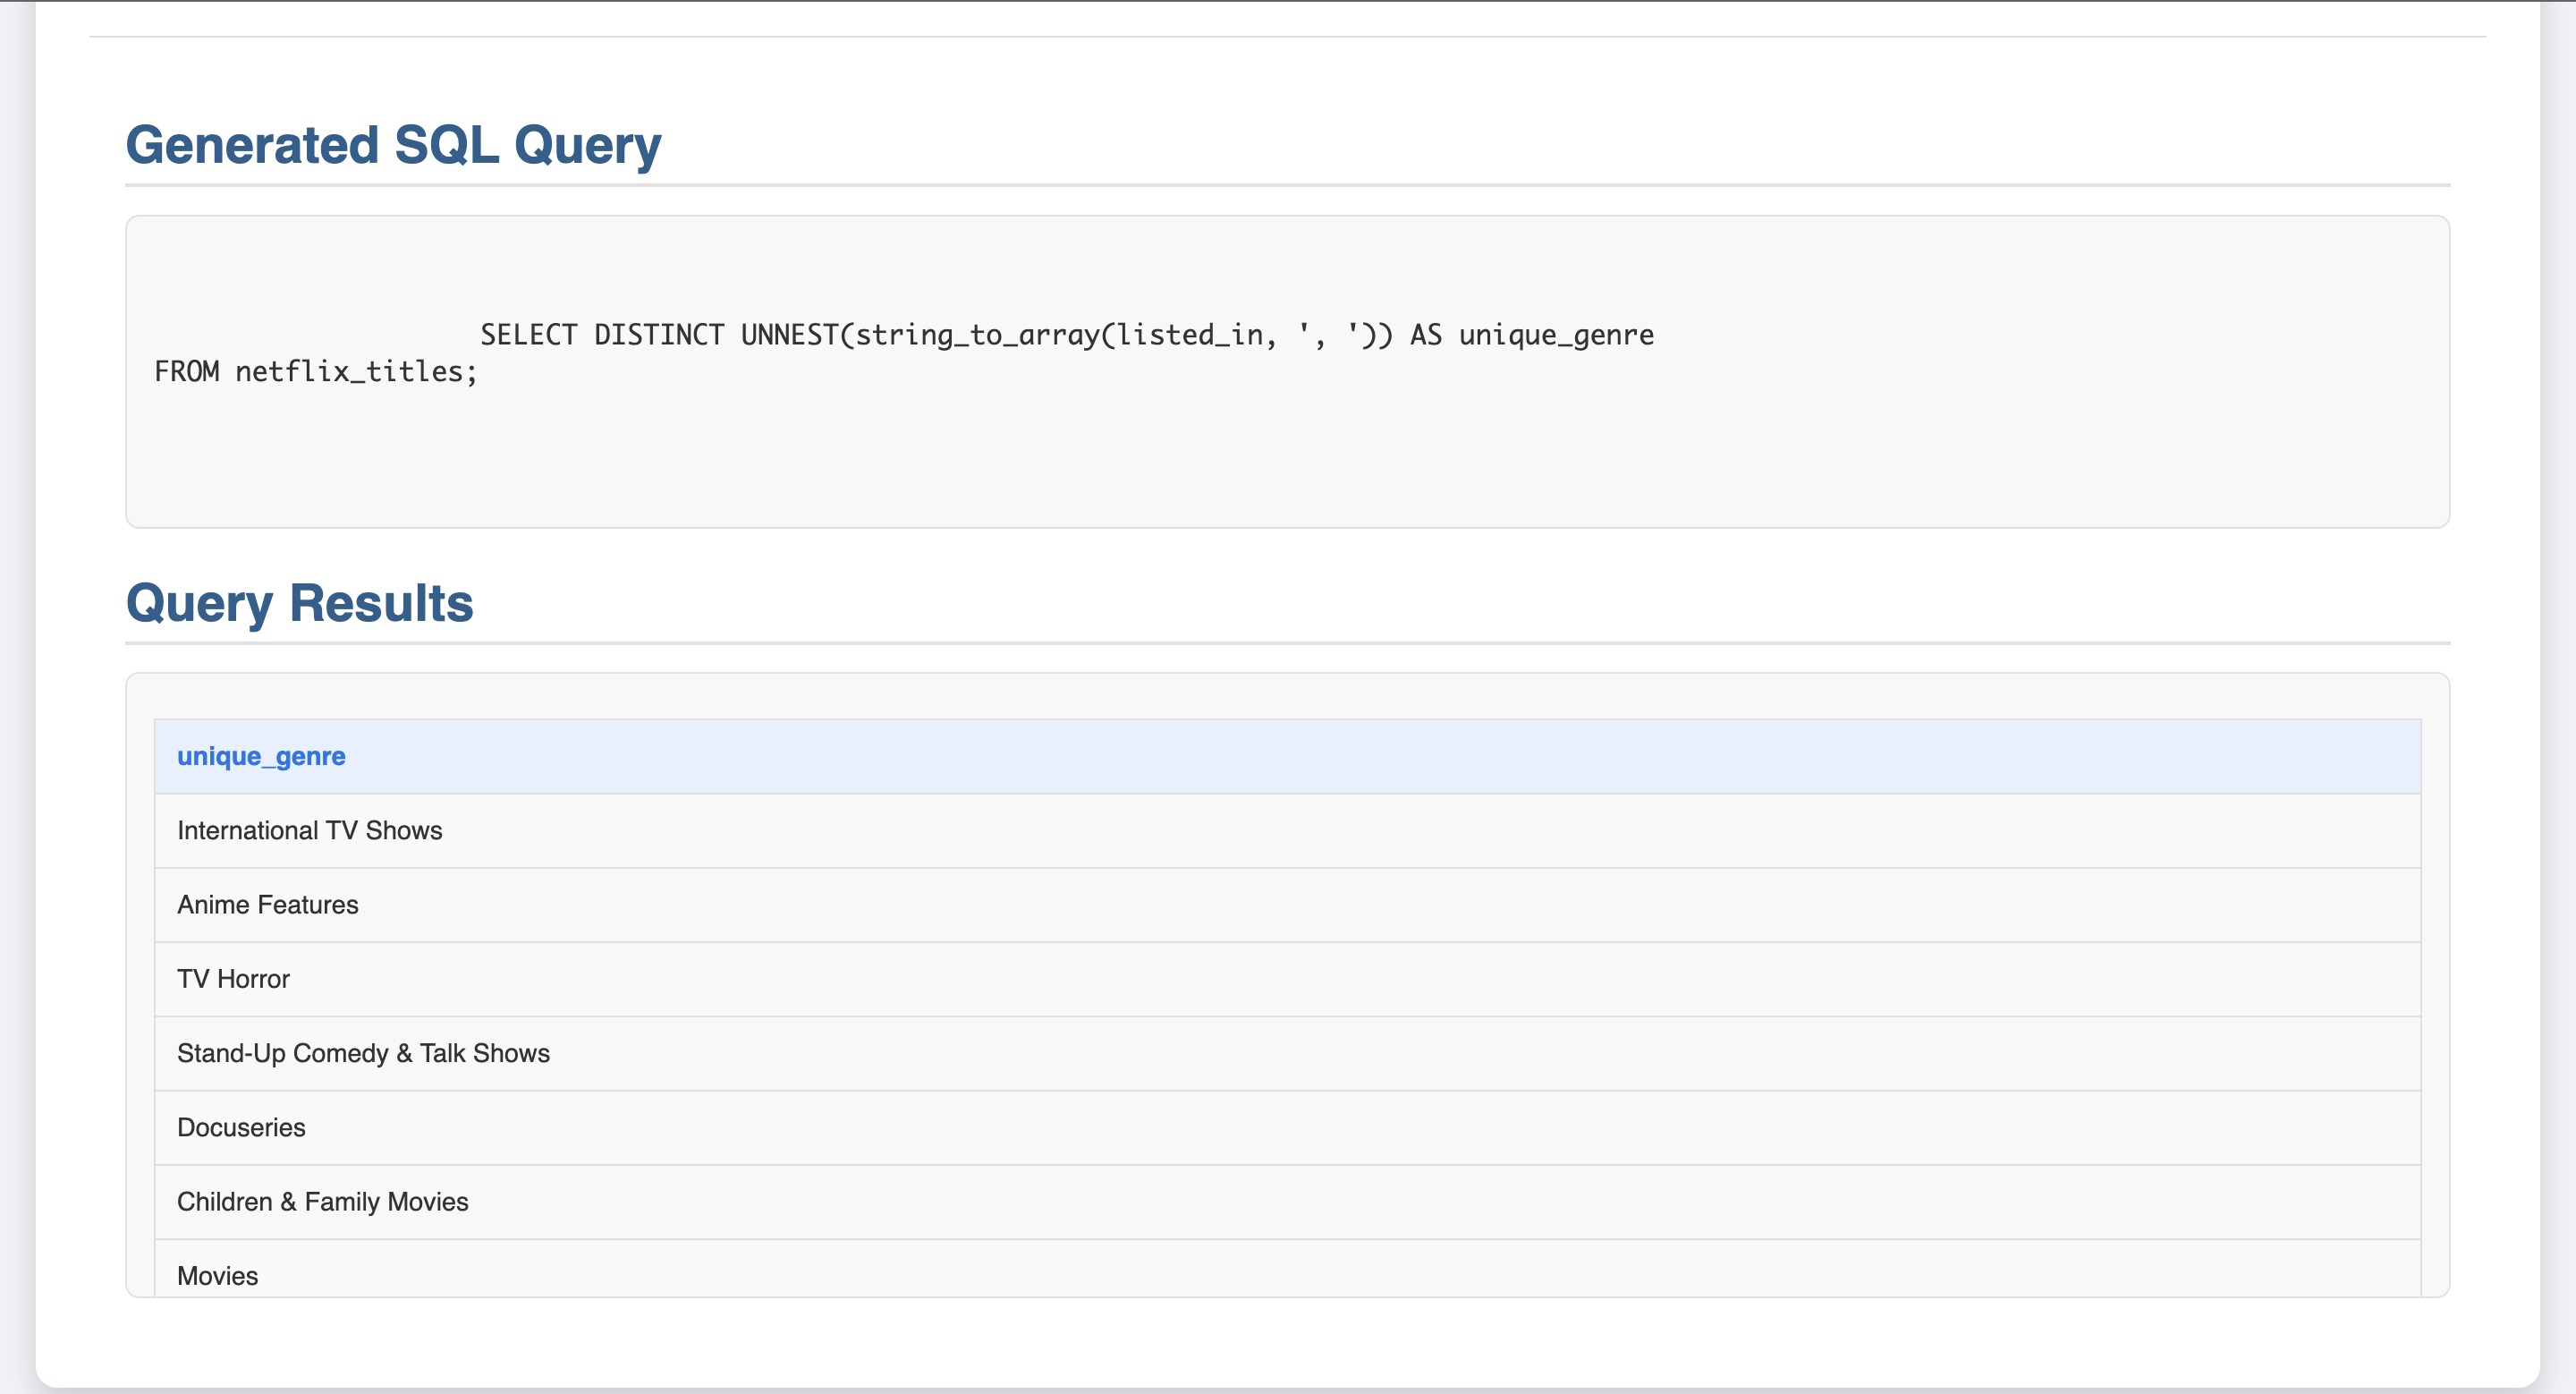 Generated SQL Query
SELECT DISTINCT UNNEST(string_to_array(listed_in, ', ')) AS unique_genre
FROM netflix_titles;
Query Results
unique_genre
International TV Shows
Anime Features
TV Horror
Stand-Up Comedy & Talk Shows
Docuseries
Children & Family Movies
Movies